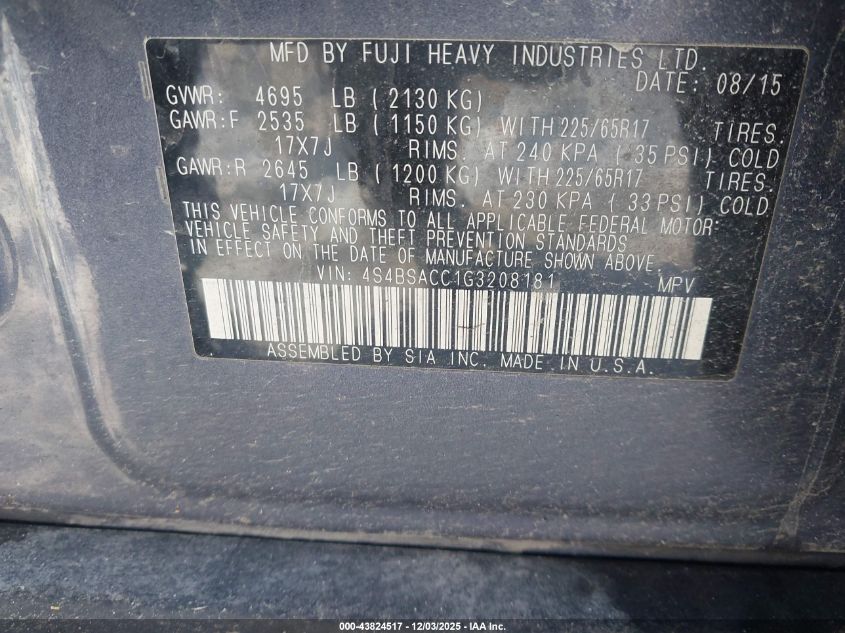 MFD BY FUJI HEAVY INDUSTRIES LTD.
DATE: 08/15
GVWR: 4695 LB ( 2130 KG)
GAWR:F 2535 LB ( 1150 KG) WITH 225/65R17 TIRES.
17X7J RIMS. AT 240 KPA ( 35 PSI) COLD
GAWR:R 2645 LB ( 1200 KG) WITH 225/65R17 TIRES.
17X7J RIMS. AT 230 KPA ( 33 PSI) COLD
THIS VEHICLE CONFORMS TO ALL APPLICABLE FEDERAL MOTOR
VEHICLE SAFETY AND THEFT PREVENTION STANDARDS
IN EFFECT ON THE DATE OF MANUFACTURE SHOWN ABOVE.
VIN: 4S4BSACC1G3208181 MPV
ASSEMBLED BY SIA INC. MADE IN U.S.A.
000-43824517 - 12/03/2025 - IAA Inc.